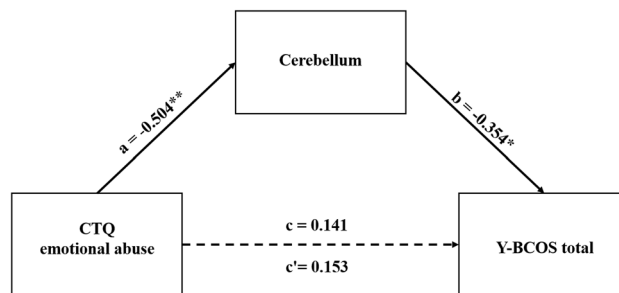 Cerebellum
a = -0.504**
b = -0.354*
CTQ
emotional abuse
c = 0.141
c'= 0.153
Y-BCOS total